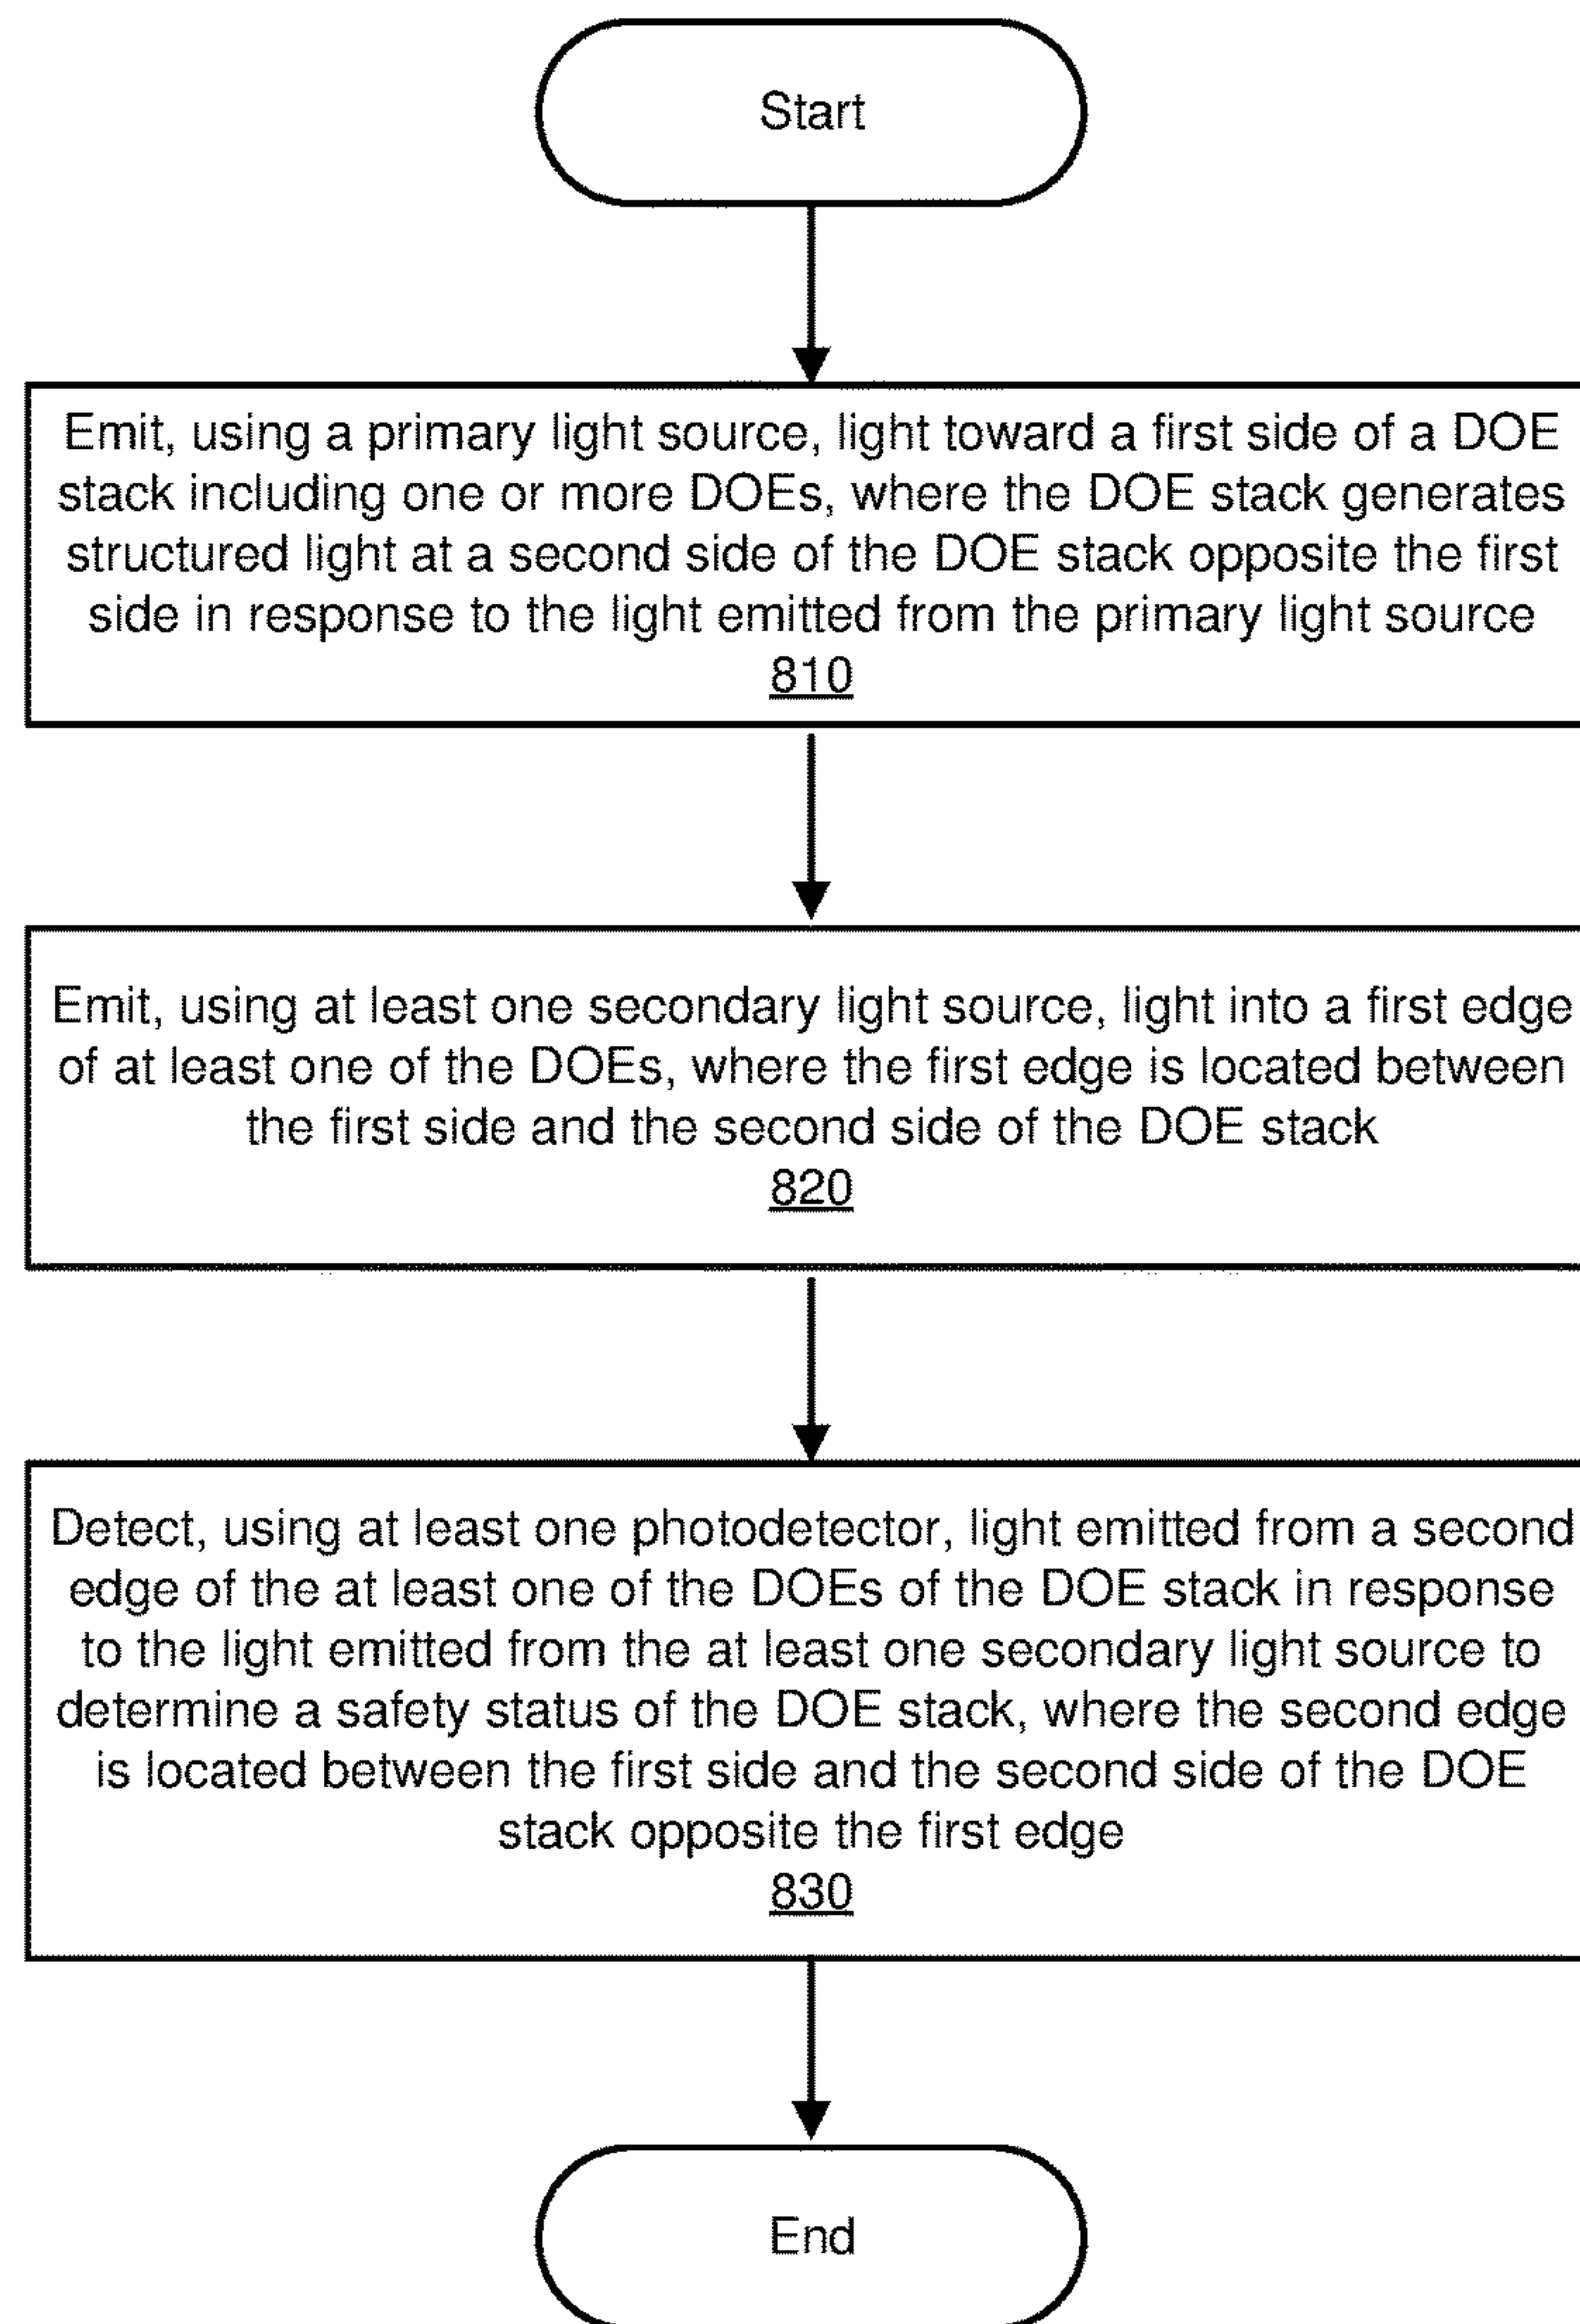 Start
Emit, using a primary light source, light toward a first side of a DOE
stack including one or more DOEs, where the DOE stack generates
structured light at a second side of the DOE stack opposite the first
side in response to the light emitted from the primary light source
810
Emit, using at least one secondary light source, light into a first edge
of at least one of the DOEs, where the first edge is located between
the first side and the second side of the DOE stack
820
Detect, using at least one photodetector, light emitted from a second
edge of the at least one of the DOEs of the DOE stack in response
to the light emitted from the at least one secondary light source to
determine a safety status of the DOE stack, where the second edge
is located between the first side and the second side of the DOE
stack opposite the first edge
830
End